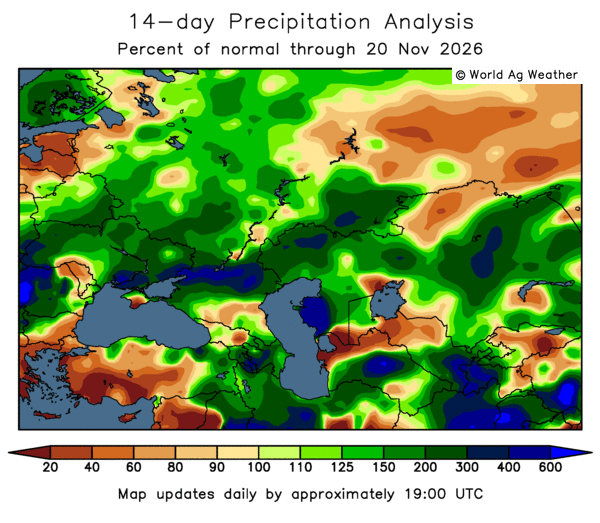 14-day Precipitation Analysis
Percent of normal through 20 Nov 2026
© World Ag Weather
20 40 60 80 90 100 110 125 150 200 300 400 600
Map updates daily by approximately 19:00 UTC